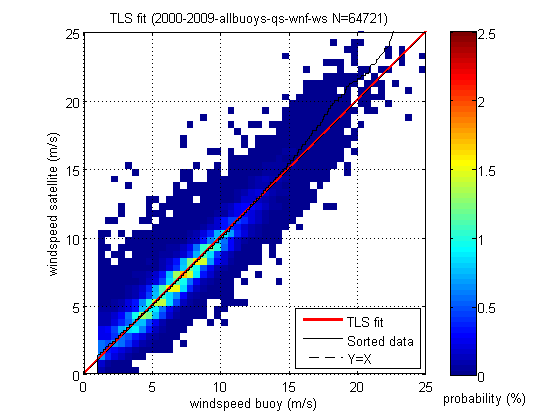 TLS fit (2000-2009-allbuoys-qs-wnf-ws N=64721)
25
20
15
10
5
0
windspeed satellite (m/s)
0 5 10 15 20 25
windspeed buoy (m/s)
TLS fit
Sorted data
Y=X
2.5
2
1.5
1
0.5
0
probability (%)